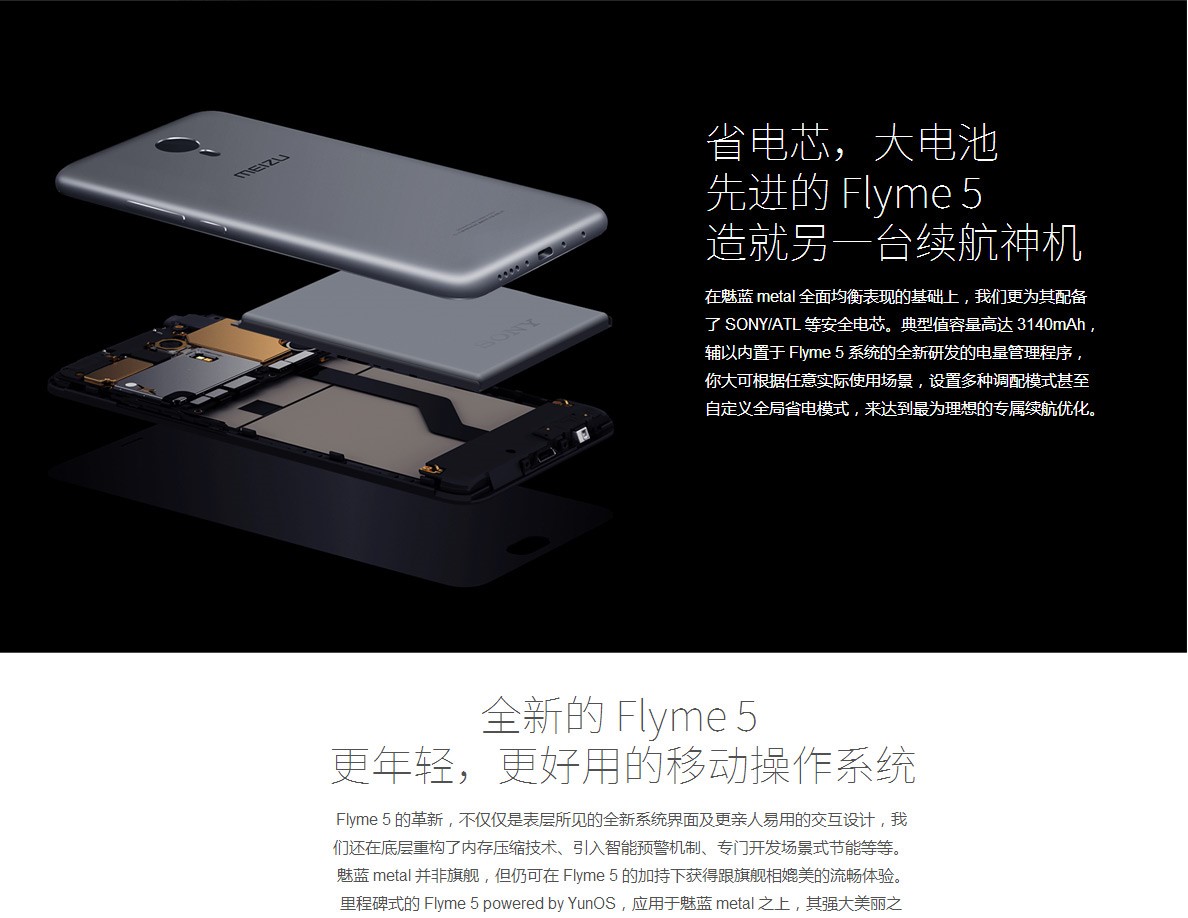 MEIZU
SONY
省电芯，大电池
先进的 Flyme 5
造就另一台续航神机
在魅蓝 metal 全面均衡表现的基础上，我们更为其配备
了 SONY/ATL 等安全电芯。典型值容量高达 3140mAh，
辅以内置于 Flyme 5 系统的全新研发的电量管理程序，
你大可根据任意实际使用场景，设置多种调配模式甚至
自定义全局省电模式，来达到最为理想的专属续航优化。
全新的 Flyme 5
更年轻，更好用的移动操作系统
Flyme 5 的革新，不仅仅是表层所见的全新系统界面及更亲人易用的交互设计，我
们还在底层重构了内存压缩技术、引入智能预警机制、专门开发场景式节能等等。
魅蓝 metal 并非旗舰，但仍可在 Flyme 5 的加持下获得跟旗舰相媲美的流畅体验。
里程碑式的 Flyme 5 powered by YunOS，应用于魅蓝 metal 之上，其强大美丽之